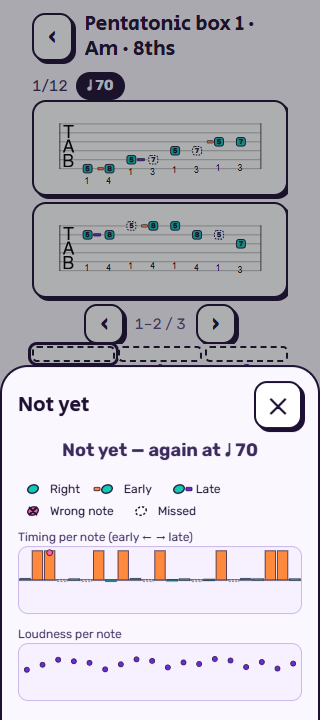 ‹
Pentatonic box 1 ·
Am · 8ths
1/12 ♩70
T
A
B
5 8 5 7 5 7 5 7
1 4 1 3 1 3 1 3
T
A
B
5 8 5 8 5 8 5 7
1 4 1 4 1 4 1 3
‹ 1–2 / 3 ›
Not yet
Not yet — again at ♩70
Right Early Late
Wrong note Missed
Timing per note (early ← → late)
Loudness per note